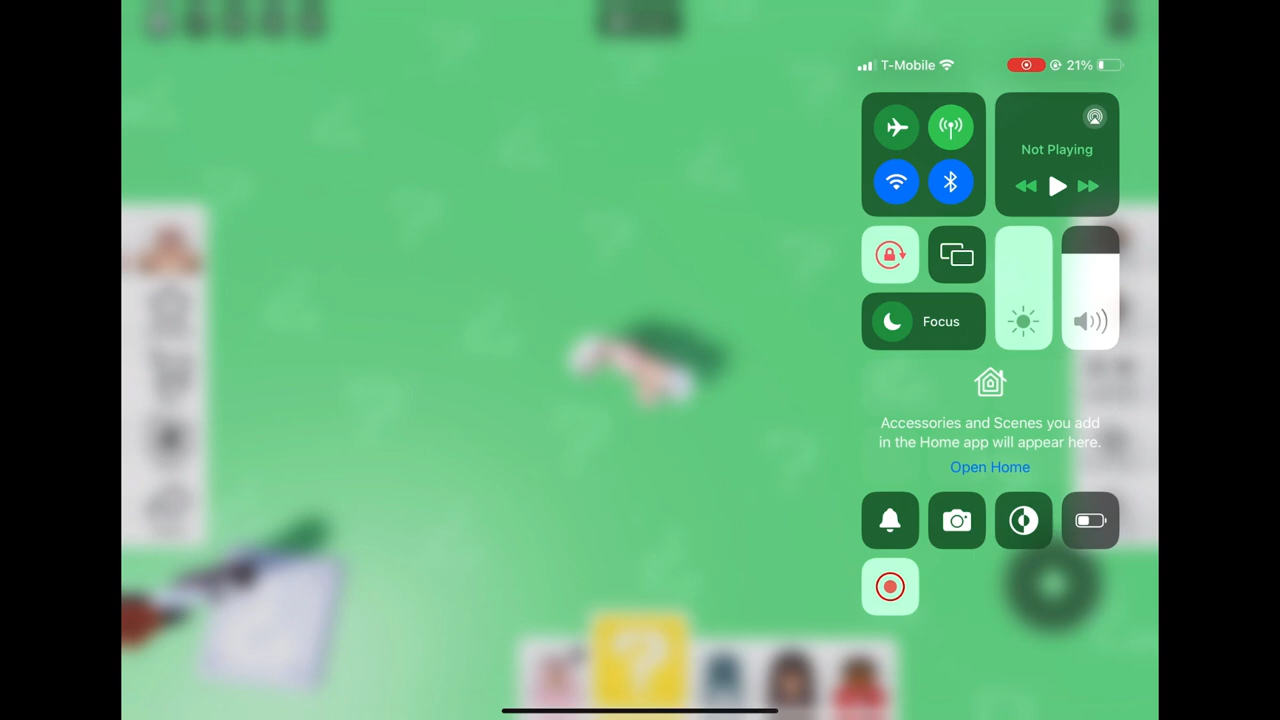 T-Mobile
21%
Not Playing
Focus
Accessories and Scenes you add
in the Home app will appear here.
Open Home
?